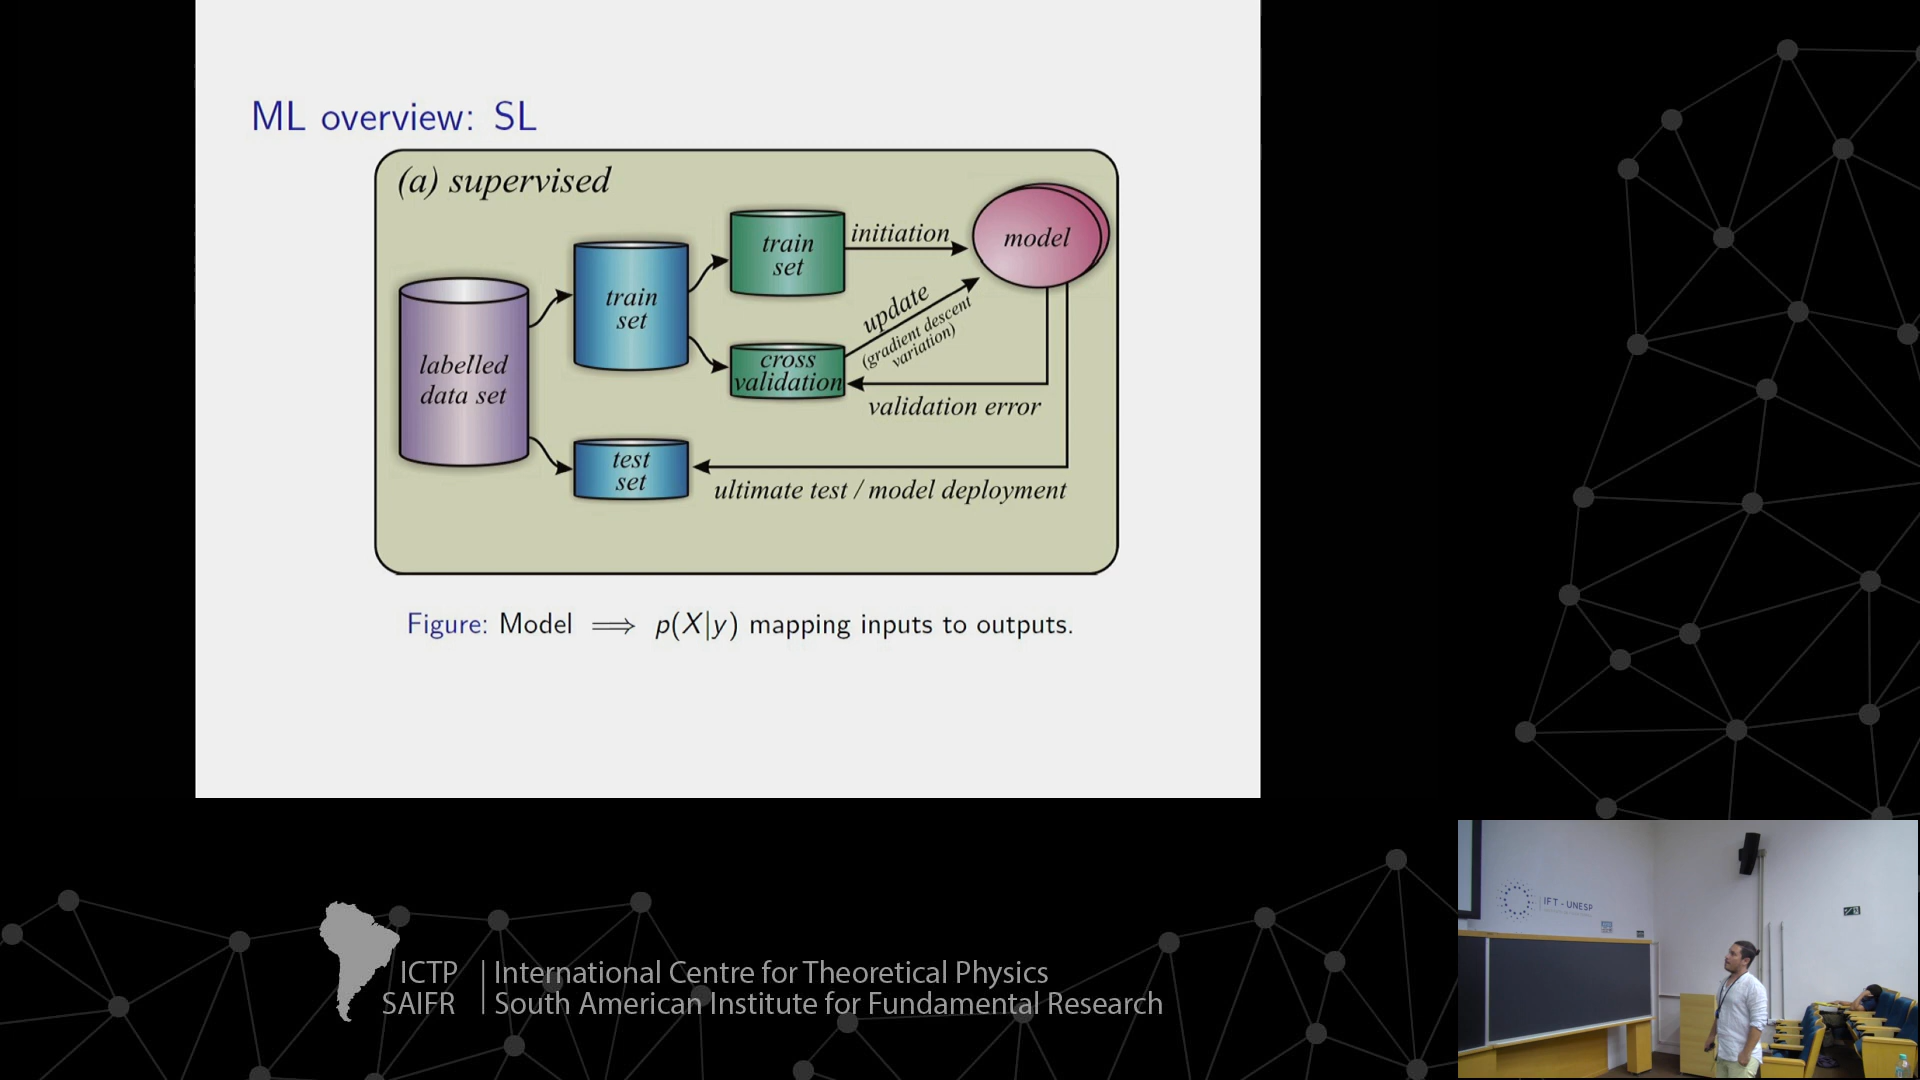 ML overview: SL
(a) supervised
train
set
initiation
model
train
set
update
(gradient descent
variation)
labelled
data set
cross
validation
validation error
test
set
ultimate test / model deployment
Figure: Model ⟹ p(X|y) mapping inputs to outputs.
IFT - UNESP
ICTP
SAIFR
International Centre for Theoretical Physics
South American Institute for Fundamental Research